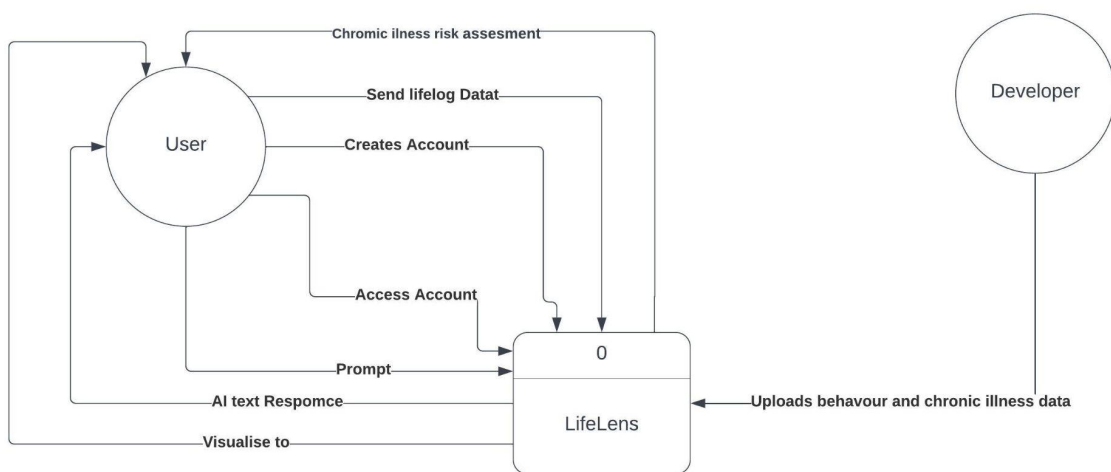 Chromic ilness risk assesment
Developer
Send lifelog Datat
User
Creates Account
Access Account
0
Prompt
AI text Respomce
Uploads behavour and chronic illness data
LifeLens
Visualise to